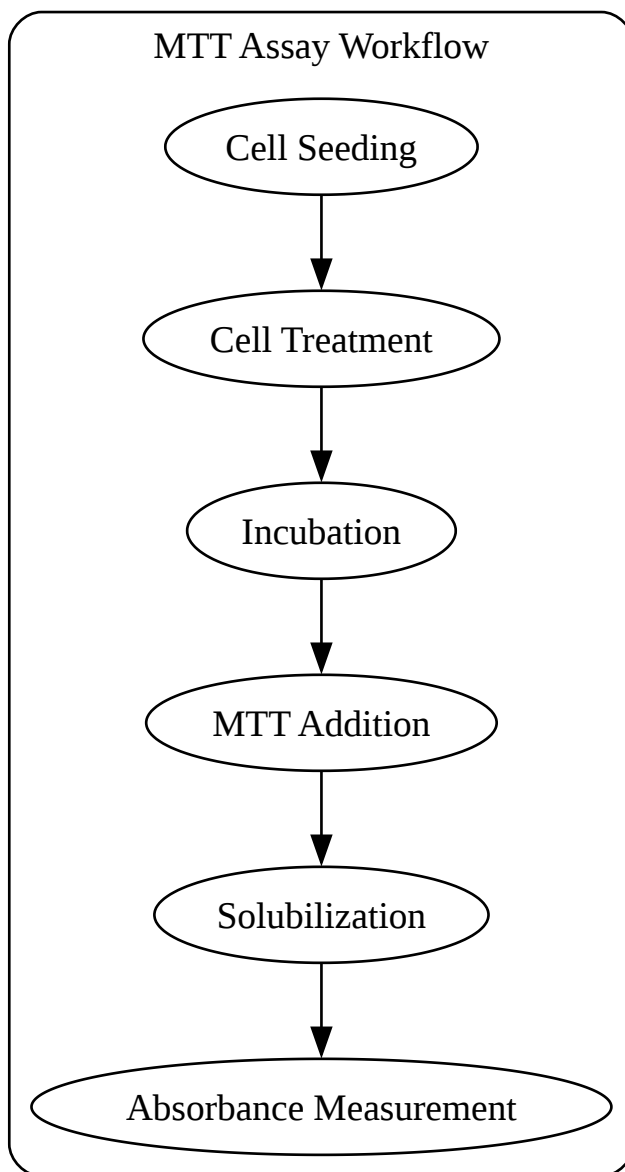 MTT Assay Workflow
Cell Seeding
Cell Treatment
Incubation
MTT Addition
Solubilization
Absorbance Measurement